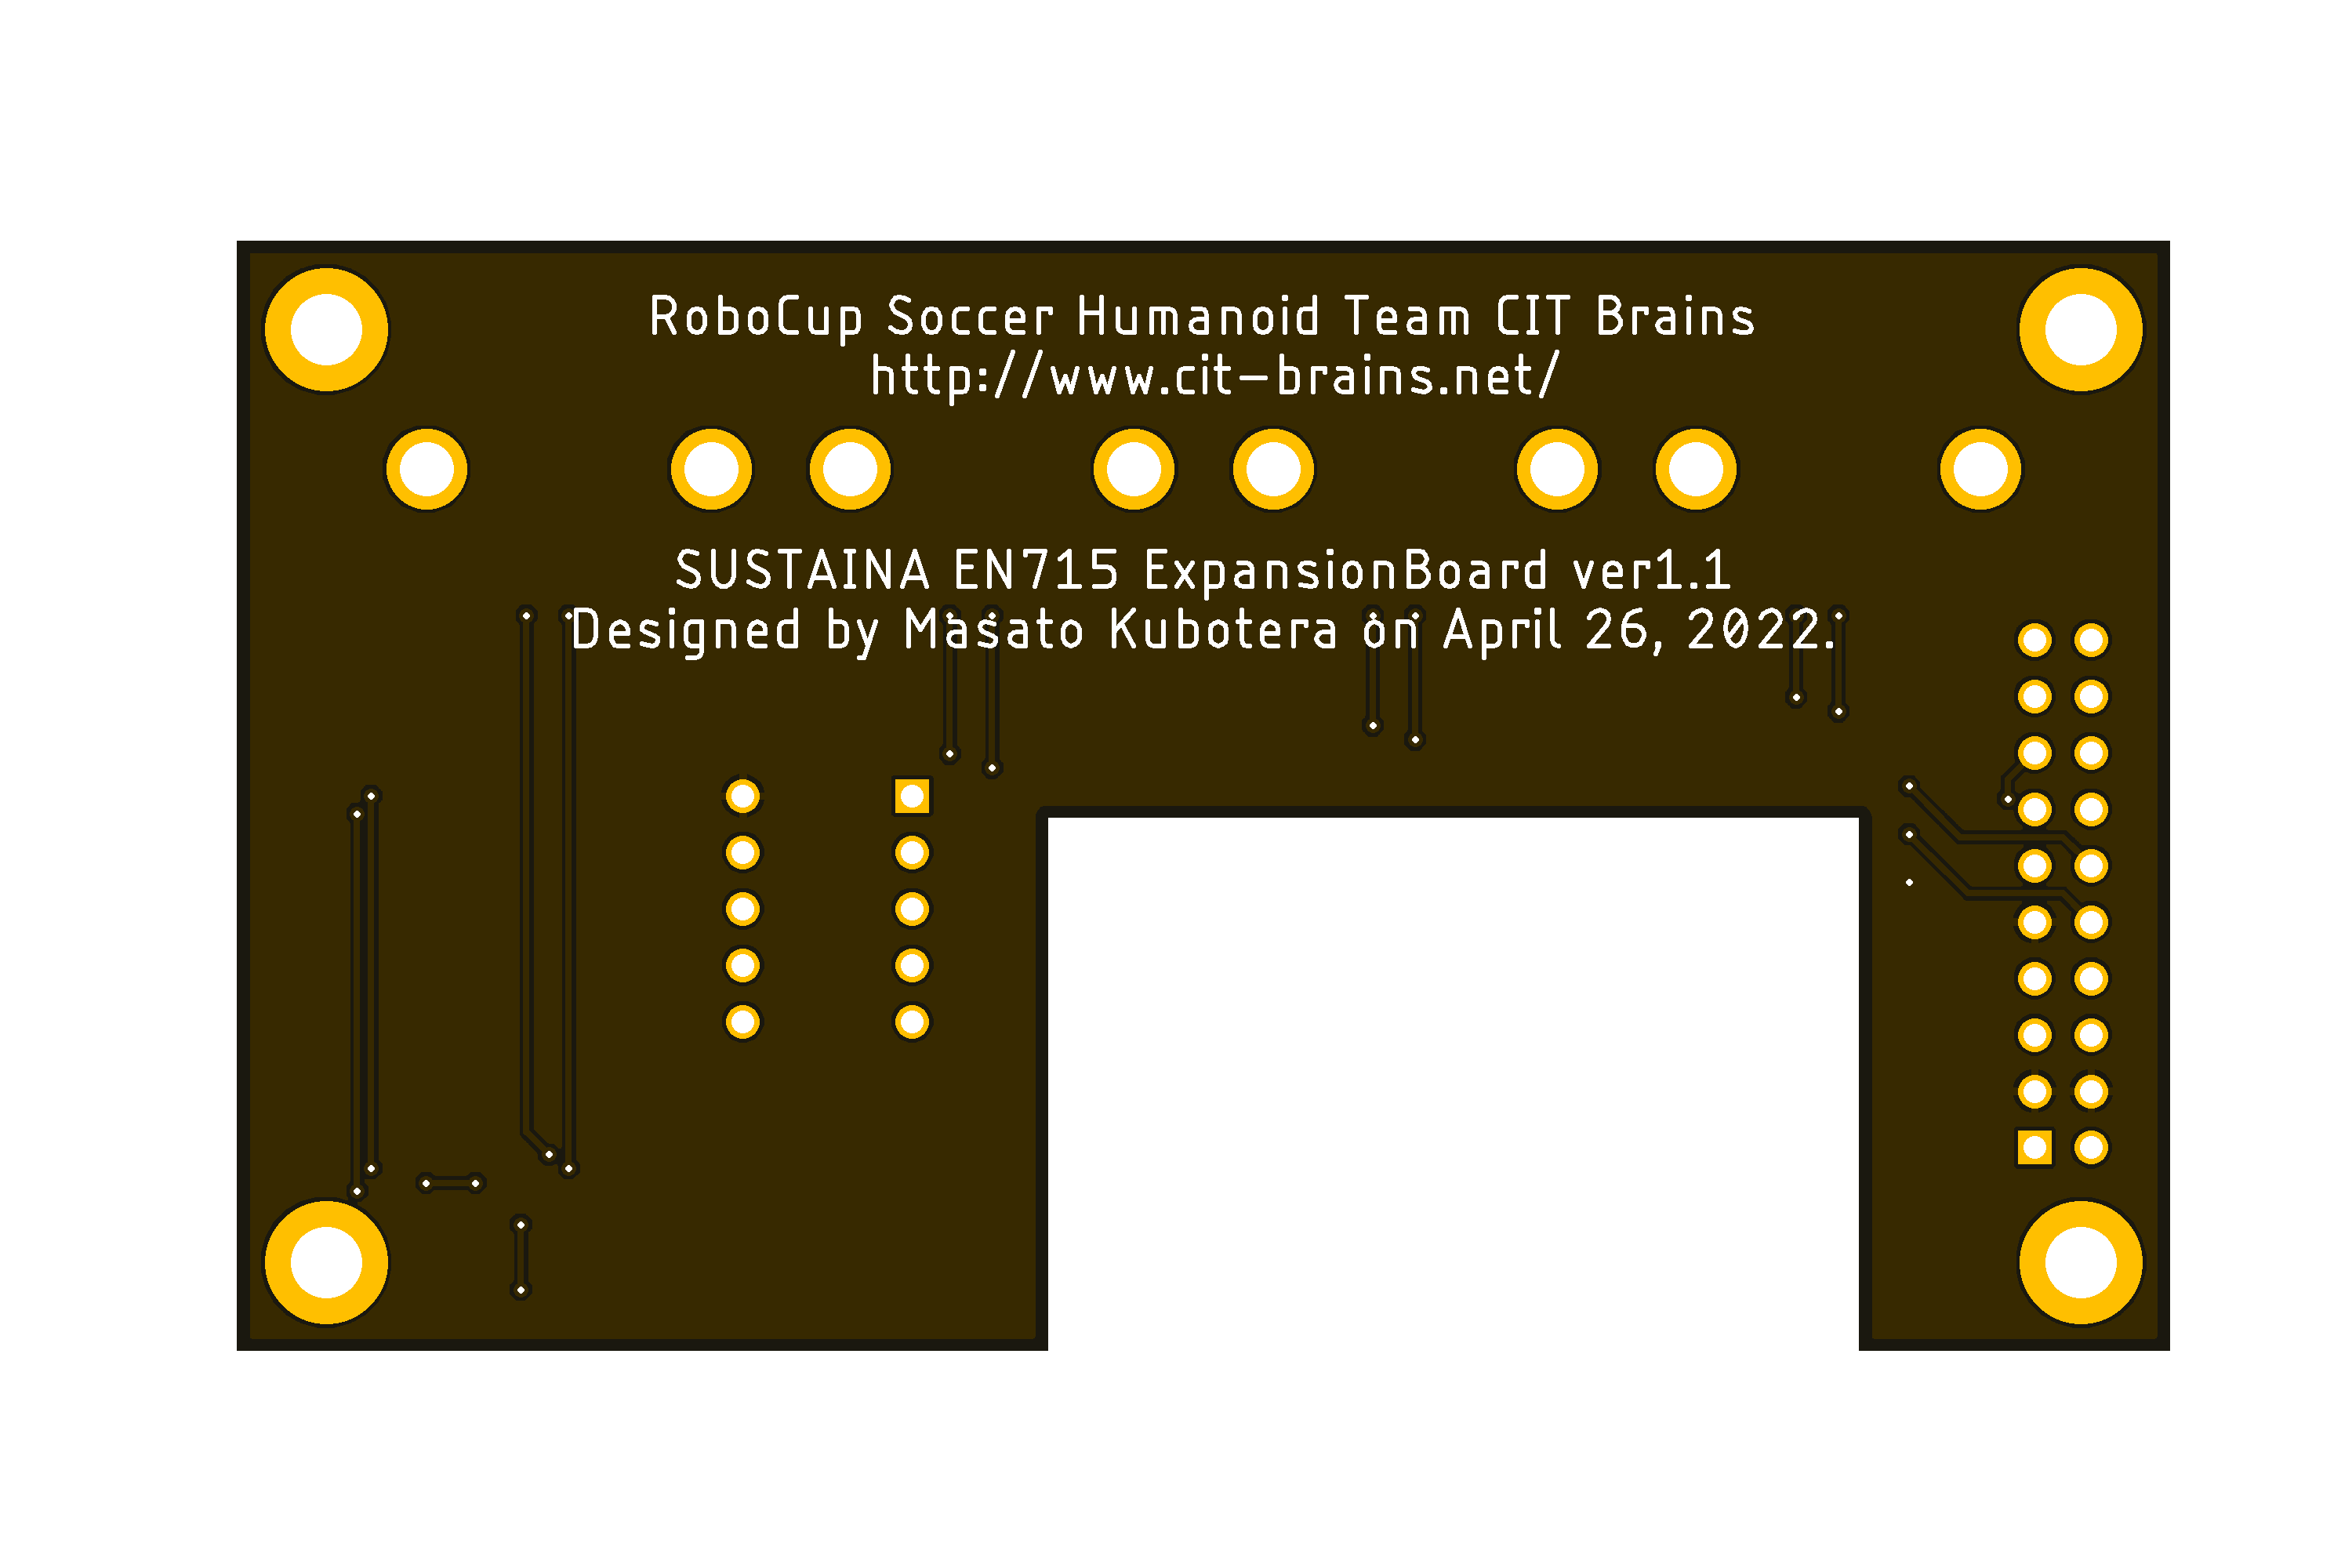 RoboCup Soccer Humanoid Team CIT Brains
http://www.cit-brains.net/
SUSTAINA EN715 ExpansionBoard ver1.1
Designed by Masato Kubotera on April 26, 2022.